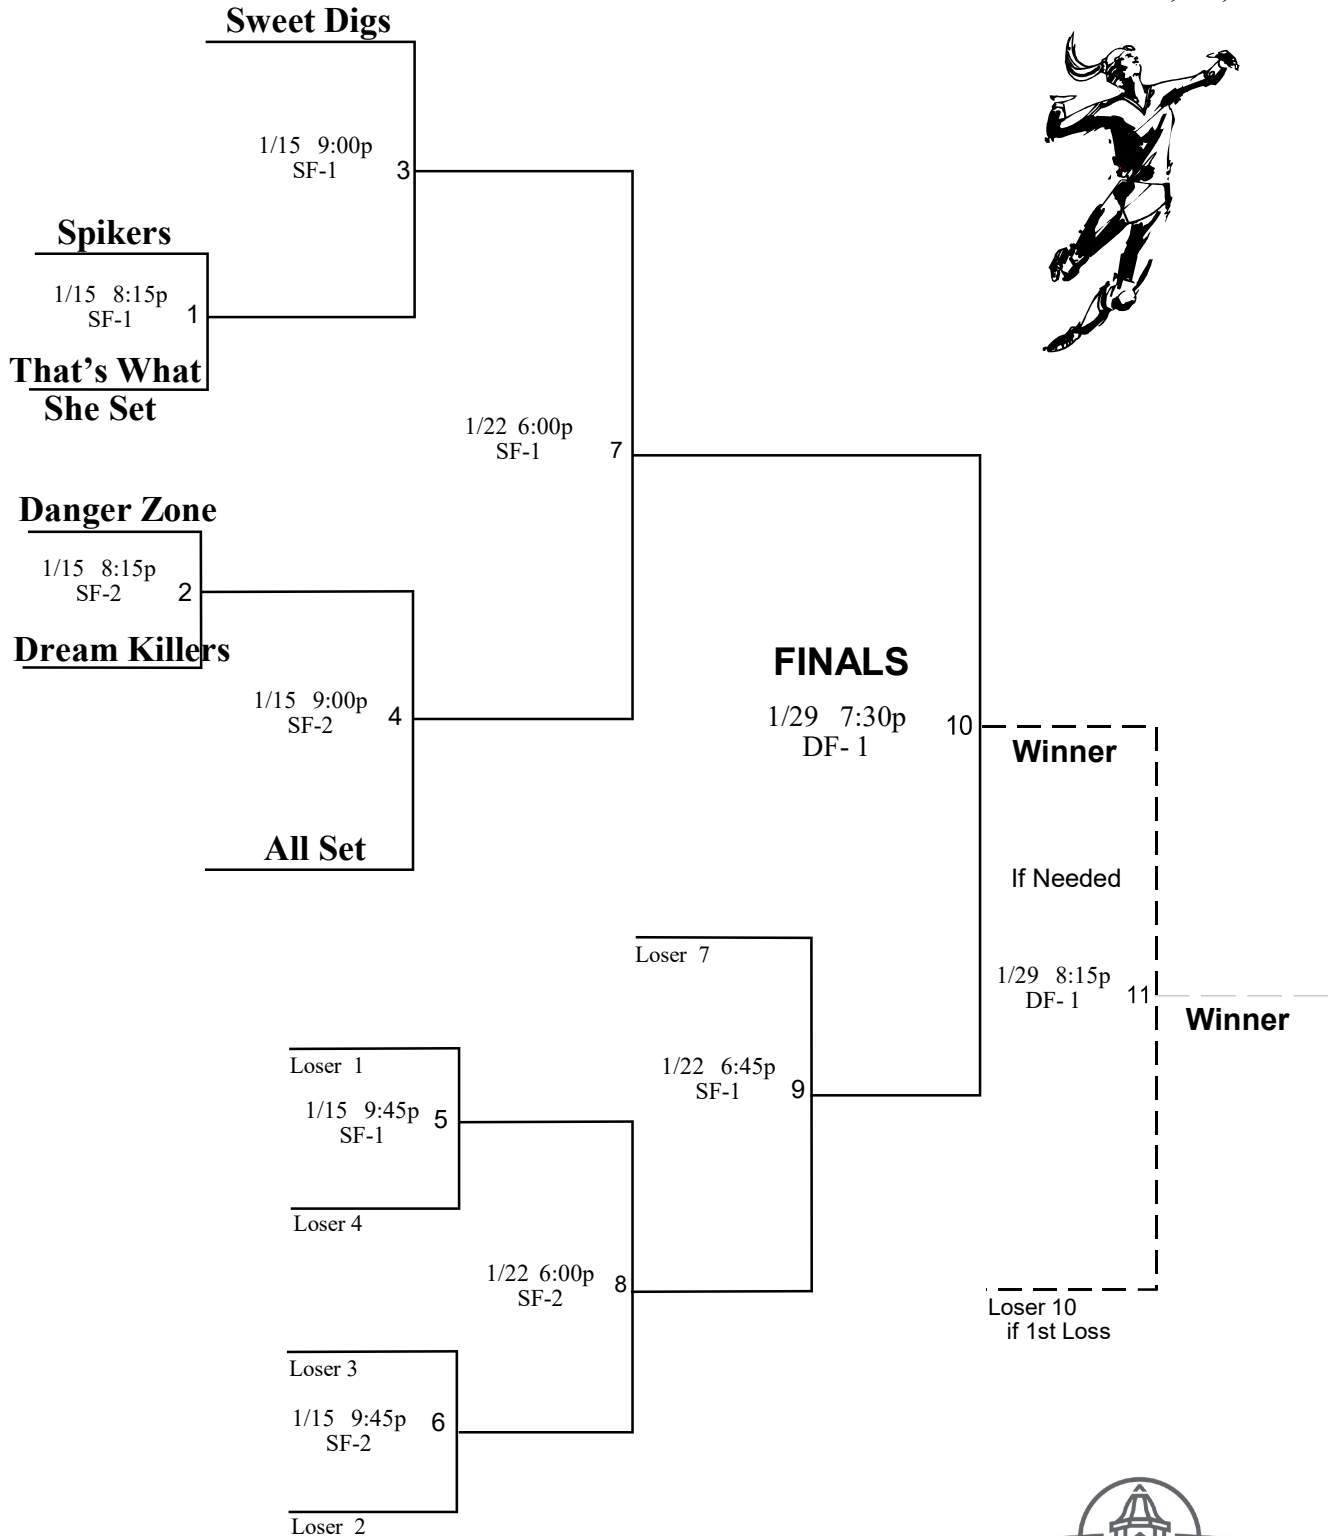 Sweet Digs
1/15 9:00p
SF-1
3
Spikers
1/15 8:15p
SF-1
1
That’s What
She Set
1/22 6:00p
SF-1
7
Danger Zone
1/15 8:15p
SF-2
2
Dream Killers
1/15 9:00p
SF-2
4
FINALS
1/29 7:30p
DF- 1
10
Winner
All Set
If Needed
Loser 7
1/29 8:15p
DF- 1
11
Winner
Loser 1
1/15 9:45p
SF-1
5
1/22 6:45p
SF-1
9
Loser 4
1/22 6:00p
SF-2
8
Loser 10
if 1st Loss
Loser 3
1/15 9:45p
SF-2
6
Loser 2